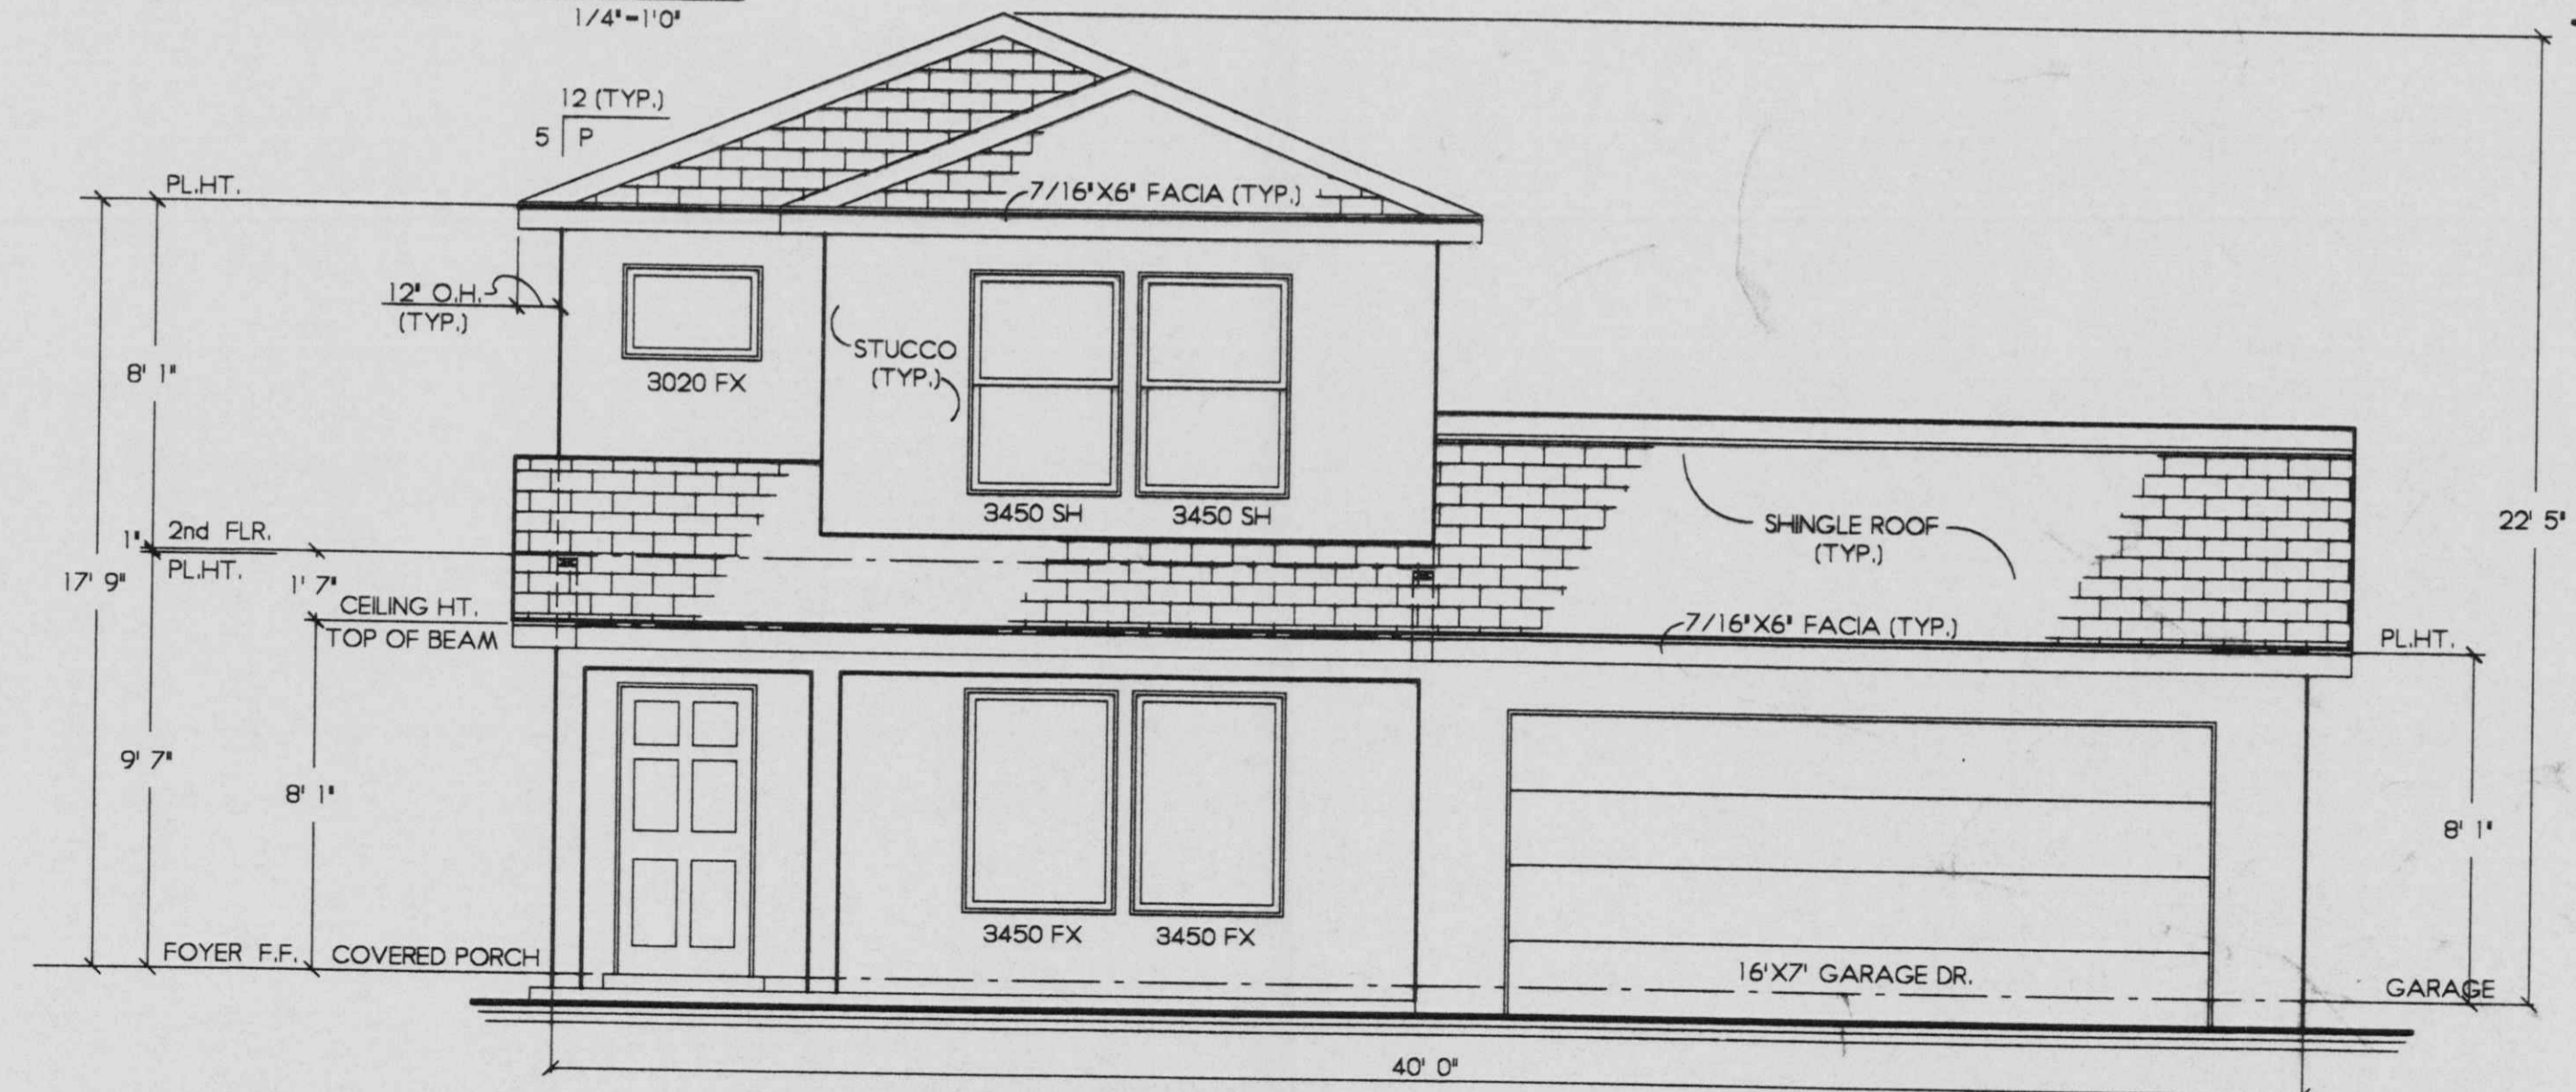 1/4"=1'0"
12 (TYP.)
5 P
PL.HT.
7/16"X6" FACIA (TYP.)
12" O.H.
(TYP.)
8' 1"
STUCCO
(TYP.)
3020 FX
3450 SH 3450 SH
SHINGLE ROOF
(TYP.)
22' 5"
1" 2nd FLR.
PL.HT.
17' 9"
1' 7"
CEILING HT.
TOP OF BEAM
7/16"X6" FACIA (TYP.)
PL.HT.
9' 7"
8' 1"
8' 1"
3450 FX 3450 FX
FOYER F.F. COVERED PORCH
16'X7' GARAGE DR.
GARAGE
40' 0"